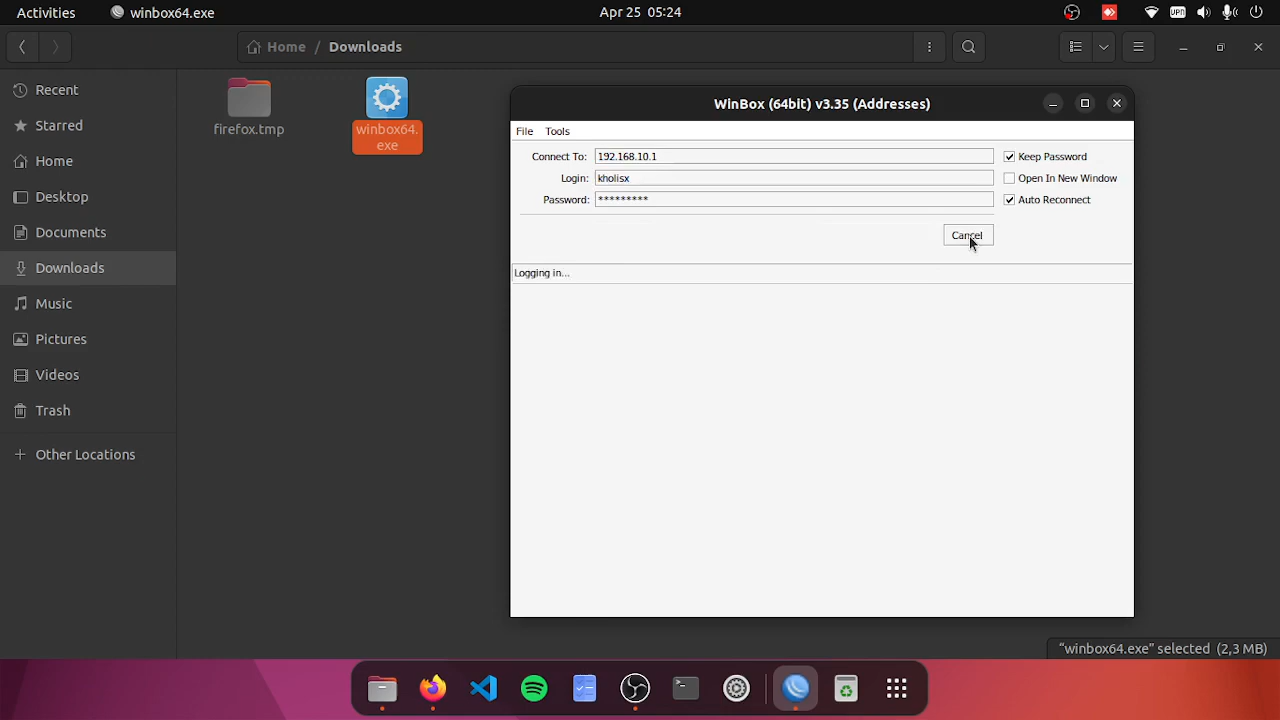 Activities
winbox64.exe
Apr 25 05:24
VPN
Home / Downloads
Recent
Starred
Home
Desktop
Documents
Downloads
Music
Pictures
Videos
Trash
+ Other Locations
firefox.tmp
winbox64.
exe
WinBox (64bit) v3.35 (Addresses)
File Tools
Connect To: 192.168.10.1
Keep Password
Login: kholisx
Open In New Window
Password: *********
Auto Reconnect
Cancel
Logging in...
"winbox64.exe" selected (2,3 MB)